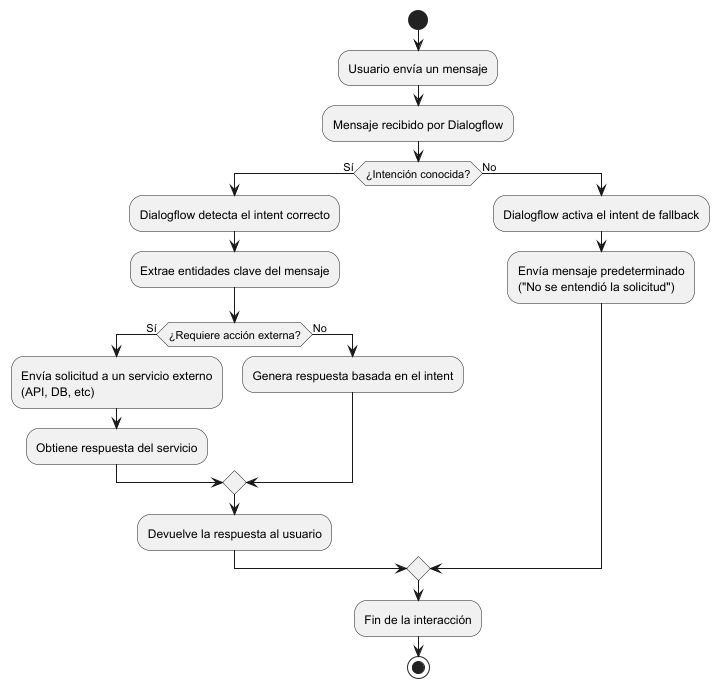 Usuario envía un mensaje
Mensaje recibido por Dialogflow
Sí
¿Intención conocida?
No
Dialogflow detecta el intent correcto
Dialogflow activa el intent de fallback
Extrae entidades clave del mensaje
Envía mensaje predeterminado
("No se entendió la solicitud")
Sí
¿Requiere acción externa?
No
Envía solicitud a un servicio externo
(API, DB, etc)
Genera respuesta basada en el intent
Obtiene respuesta del servicio
Devuelve la respuesta al usuario
Fin de la interacción